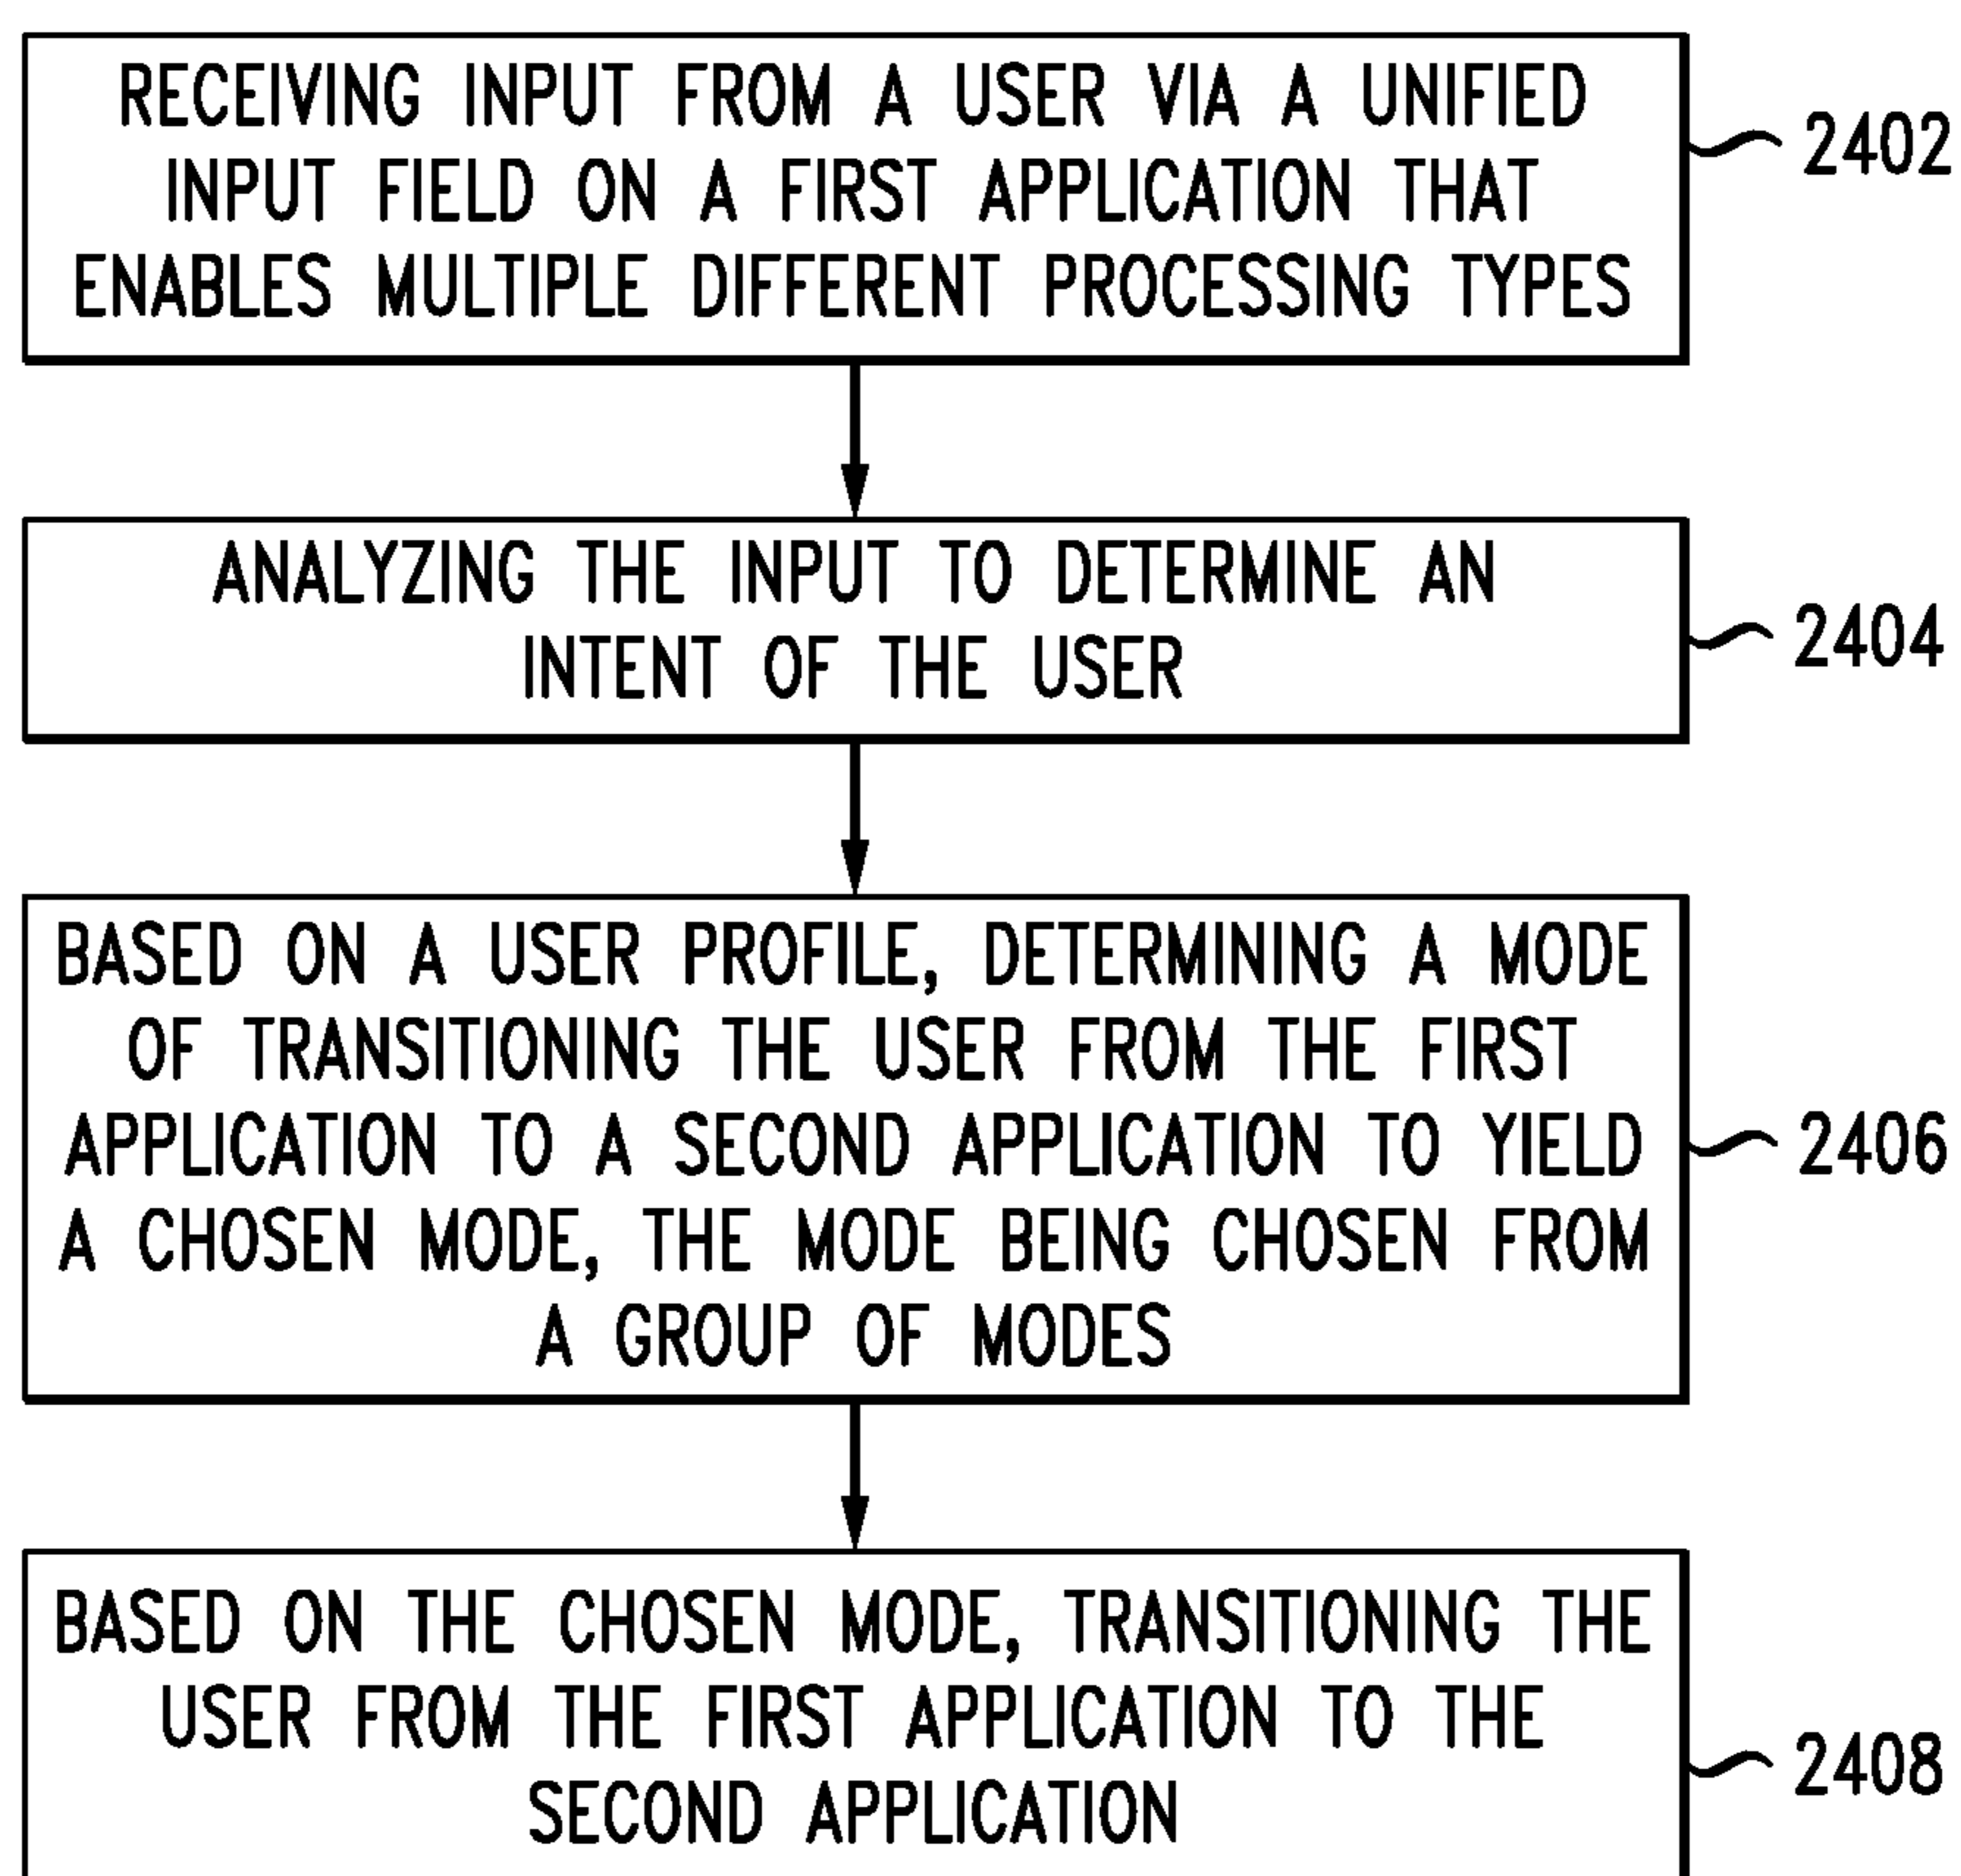 RECEIVING INPUT FROM A USER VIA A UNIFIED
INPUT FIELD ON A FIRST APPLICATION THAT
ENABLES MULTIPLE DIFFERENT PROCESSING TYPES
2402
ANALYZING THE INPUT TO DETERMINE AN
INTENT OF THE USER
2404
BASED ON A USER PROFILE, DETERMINING A MODE
OF TRANSITIONING THE USER FROM THE FIRST
APPLICATION TO A SECOND APPLICATION TO YIELD
A CHOSEN MODE, THE MODE BEING CHOSEN FROM
A GROUP OF MODES
2406
BASED ON THE CHOSEN MODE, TRANSITIONING THE
USER FROM THE FIRST APPLICATION TO THE
SECOND APPLICATION
2408